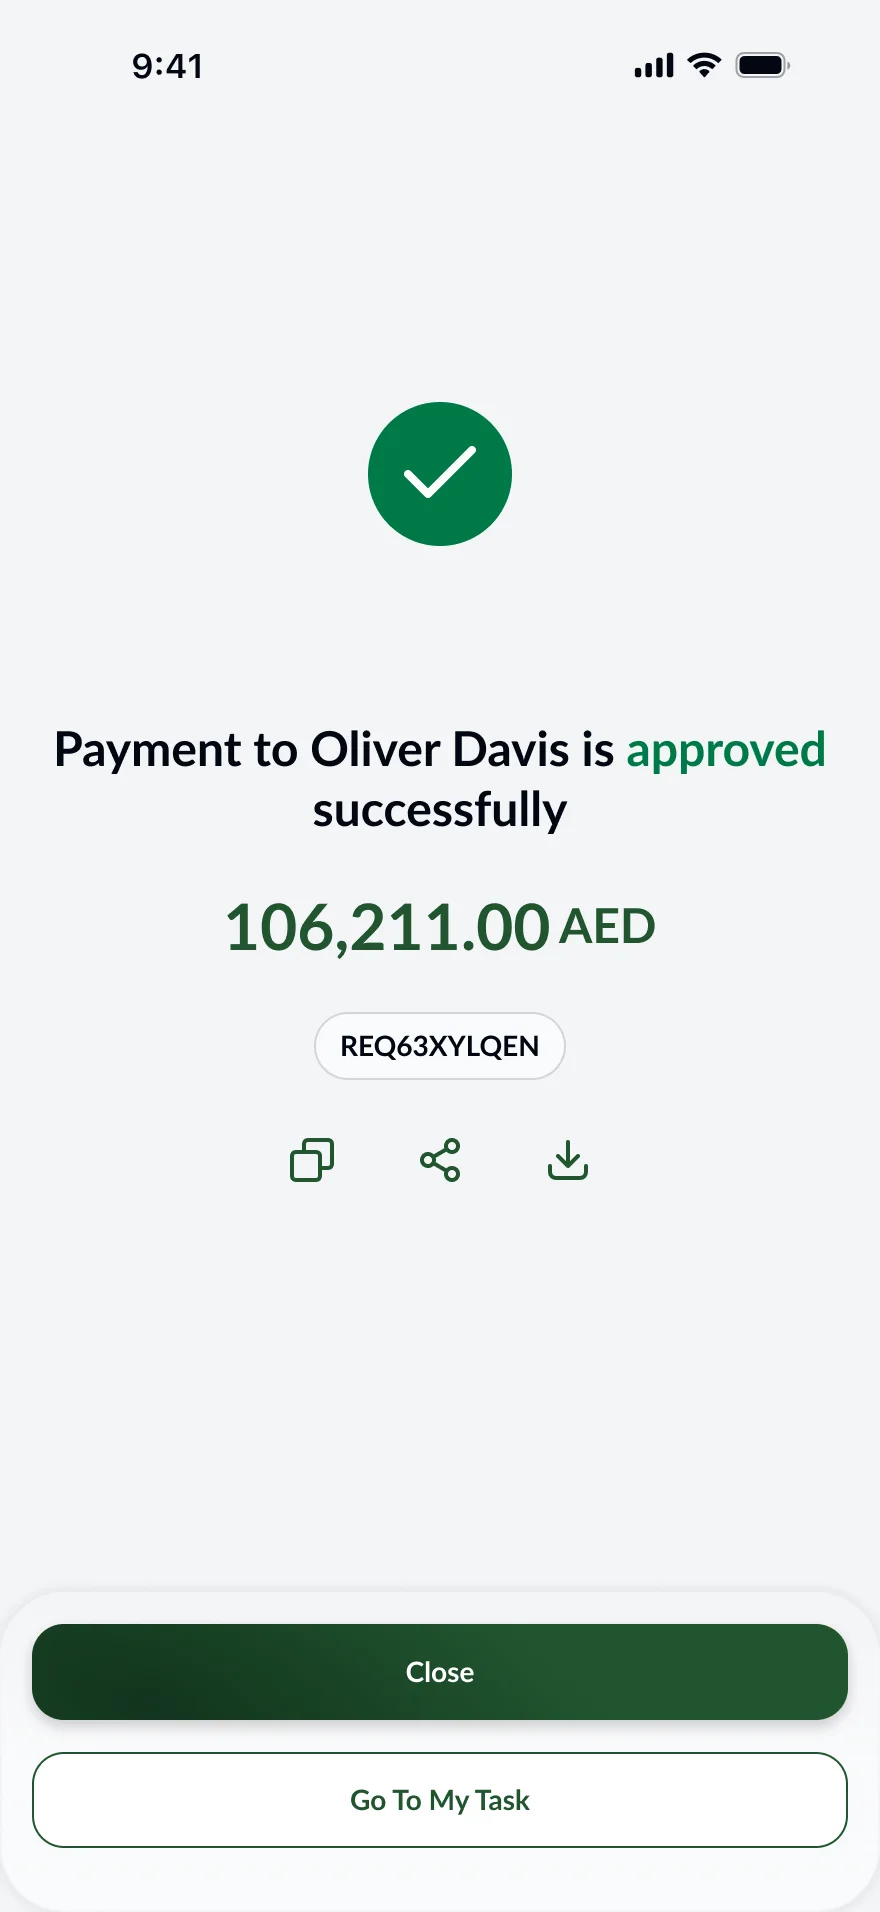 9:41
Payment to Oliver Davis is approved
successfully
106,211.00 AED
REQ63XYLQEN
Close
Go To My Task